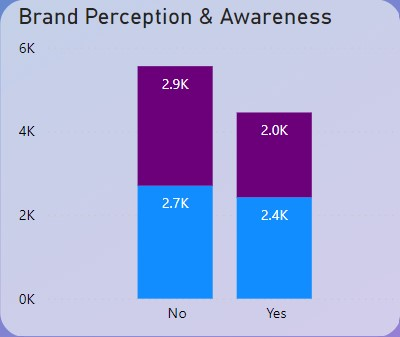 Brand Perception & Awareness
6K
2.9K
2.0K
4K
2.7K
2.4K
2K
0K
No Yes